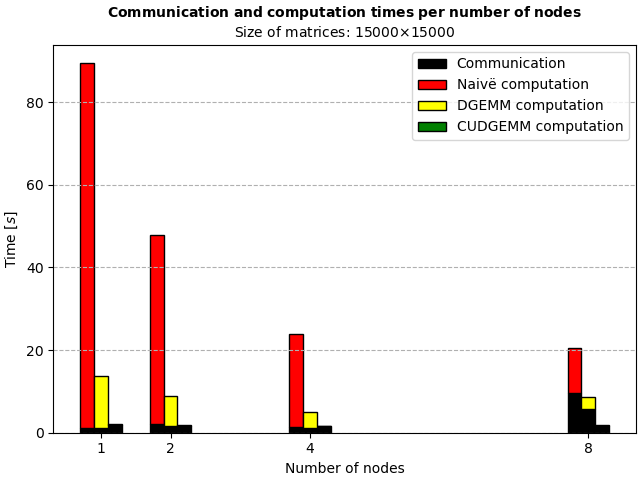 Communication and computation times per number of nodes
Size of matrices: 15000×15000
Communication
Naivë computation
DGEMM computation
CUDGEMM computation
Time [s]
80
60
40
20
0
1 2 4 8
Number of nodes